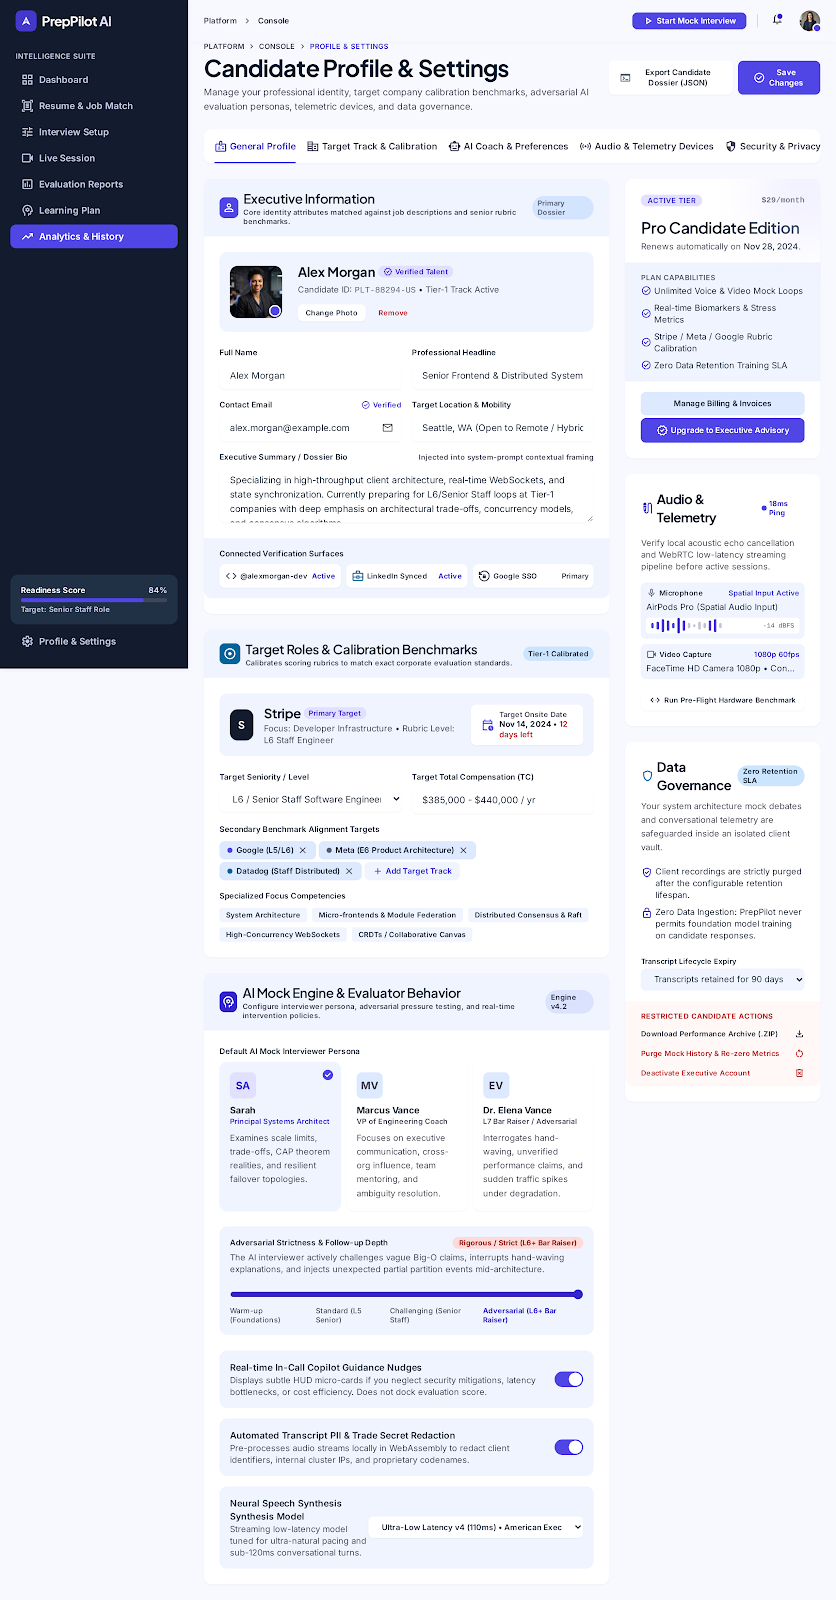 PrepPilot AI
INTELLIGENCE SUITE
Dashboard
Resume & Job Match
Interview Setup
Live Session
Evaluation Reports
Learning Plan
Analytics & History
Readiness Score 84%
Target: Senior Staff Role
Profile & Settings
Platform > Console
Start Mock Interview
PLATFORM > CONSOLE > PROFILE & SETTINGS
Candidate Profile & Settings
Manage your professional identity, target company calibration benchmarks, adversarial AI
evaluation personas, telemetric devices, and data governance.
Export Candidate
Dossier (JSON)
Save
Changes
General Profile
Target Track & Calibration
AI Coach & Preferences
Audio & Telemetry Devices
Security & Privacy
Executive Information
Core identity attributes matched against job descriptions and senior rubric
benchmarks.
Primary
Dossier
Alex Morgan
Verified Talent
Candidate ID: PLT-88294-US • Tier-1 Track Active
Change Photo
Remove
Full Name
Professional Headline
Alex Morgan
Senior Frontend & Distributed System
Contact Email
Verified
Target Location & Mobility
alex.morgan@example.com
Seattle, WA (Open to Remote / Hybric
Executive Summary / Dossier Bio
Injected into system-prompt contextual framing
Specializing in high-throughput client architecture, real-time WebSockets, and
state synchronization. Currently preparing for L6/Senior Staff loops at Tier-1
companies with deep emphasis on architectural trade-offs, concurrency models,
and consensus algorithms.
Connected Verification Surfaces
@alexmorgan-dev Active
LinkedIn Synced Active
Google SSO Primary
Target Roles & Calibration Benchmarks
Calibrates scoring rubrics to match exact corporate evaluation standards.
Tier-1 Calibrated
S
Stripe
Primary Target
Focus: Developer Infrastructure • Rubric Level:
L6 Staff Engineer
Target Onsite Date
Nov 14, 2024 • 12
days left
Target Seniority / Level
Target Total Compensation (TC)
L6 / Senior Staff Software Engineer
$385,000 - $440,000 / yr
Secondary Benchmark Alignment Targets
Google (L5/L6)
Meta (E6 Product Architecture)
Datadog (Staff Distributed)
+ Add Target Track
Specialized Focus Competencies
System Architecture
Micro-frontends & Module Federation
Distributed Consensus & Raft
High-Concurrency WebSockets
CRDTs / Collaborative Canvas
AI Mock Engine & Evaluator Behavior
Configure interviewer persona, adversarial pressure testing, and real-time
intervention policies.
Engine
v4.2
Default AI Mock Interviewer Persona
SA
Sarah
Principal Systems Architect
Examines scale limits,
trade-offs, CAP theorem
realities, and resilient
failover topologies.
MV
Marcus Vance
VP of Engineering Coach
Focuses on executive
communication, cross-
org influence, team
mentoring, and
ambiguity resolution.
EV
Dr. Elena Vance
L7 Bar Raiser / Adversarial
Interrogates hand-
waving, unverified
performance claims, and
sudden traffic spikes
under degradation.
Adversarial Strictness & Follow-up Depth
Rigorous / Strict (L6+ Bar Raiser)
The AI interviewer actively challenges vague Big-O claims, interrupts hand-waving
explanations, and injects unexpected partial partition events mid-architecture.
Warm-up
(Foundations)
Standard (L5
Senior)
Challenging (Senior
Staff)
Adversarial (L6+ Bar
Raiser)
Real-time In-Call Copilot Guidance Nudges
Displays subtle HUD micro-cards if you neglect security mitigations, latency
bottlenecks, or cost efficiency. Does not dock evaluation score.
Automated Transcript PII & Trade Secret Redaction
Pre-processes audio streams locally in WebAssembly to redact client
identifiers, internal cluster IPs, and proprietary codenames.
Neural Speech Synthesis
Synthesis Model
Streaming low-latency model
tuned for ultra-natural pacing and
sub-120ms conversational turns.
Ultra-Low Latency v4 (110ms) • American Exec
ACTIVE TIER
$29/month
Pro Candidate Edition
Renews automatically on Nov 28, 2024.
PLAN CAPABILITIES
Unlimited Voice & Video Mock Loops
Real-time Biomarkers & Stress
Metrics
Stripe / Meta / Google Rubric
Calibration
Zero Data Retention Training SLA
Manage Billing & Invoices
Upgrade to Executive Advisory
Audio &
Telemetry
18ms
Ping
Verify local acoustic echo cancellation
and WebRTC low-latency streaming
pipeline before active sessions.
Microphone
Spatial Input Active
AirPods Pro (Spatial Audio Input)
-14 dBFS
Video Capture
1080p 60fps
FaceTime HD Camera 1080p • Con...
Run Pre-Flight Hardware Benchmark
Data
Governance
Zero Retention
SLA
Your system architecture mock debates
and conversational telemetry are
safeguarded inside an isolated client
vault.
Client recordings are strictly purged
after the configurable retention
lifespan.
Zero Data Ingestion: PrepPilot never
permits foundation model training
on candidate responses.
Transcript Lifecycle Expiry
Transcripts retained for 90 days
RESTRICTED CANDIDATE ACTIONS
Download Performance Archive (.ZIP)
Purge Mock History & Re-zero Metrics
Deactivate Executive Account